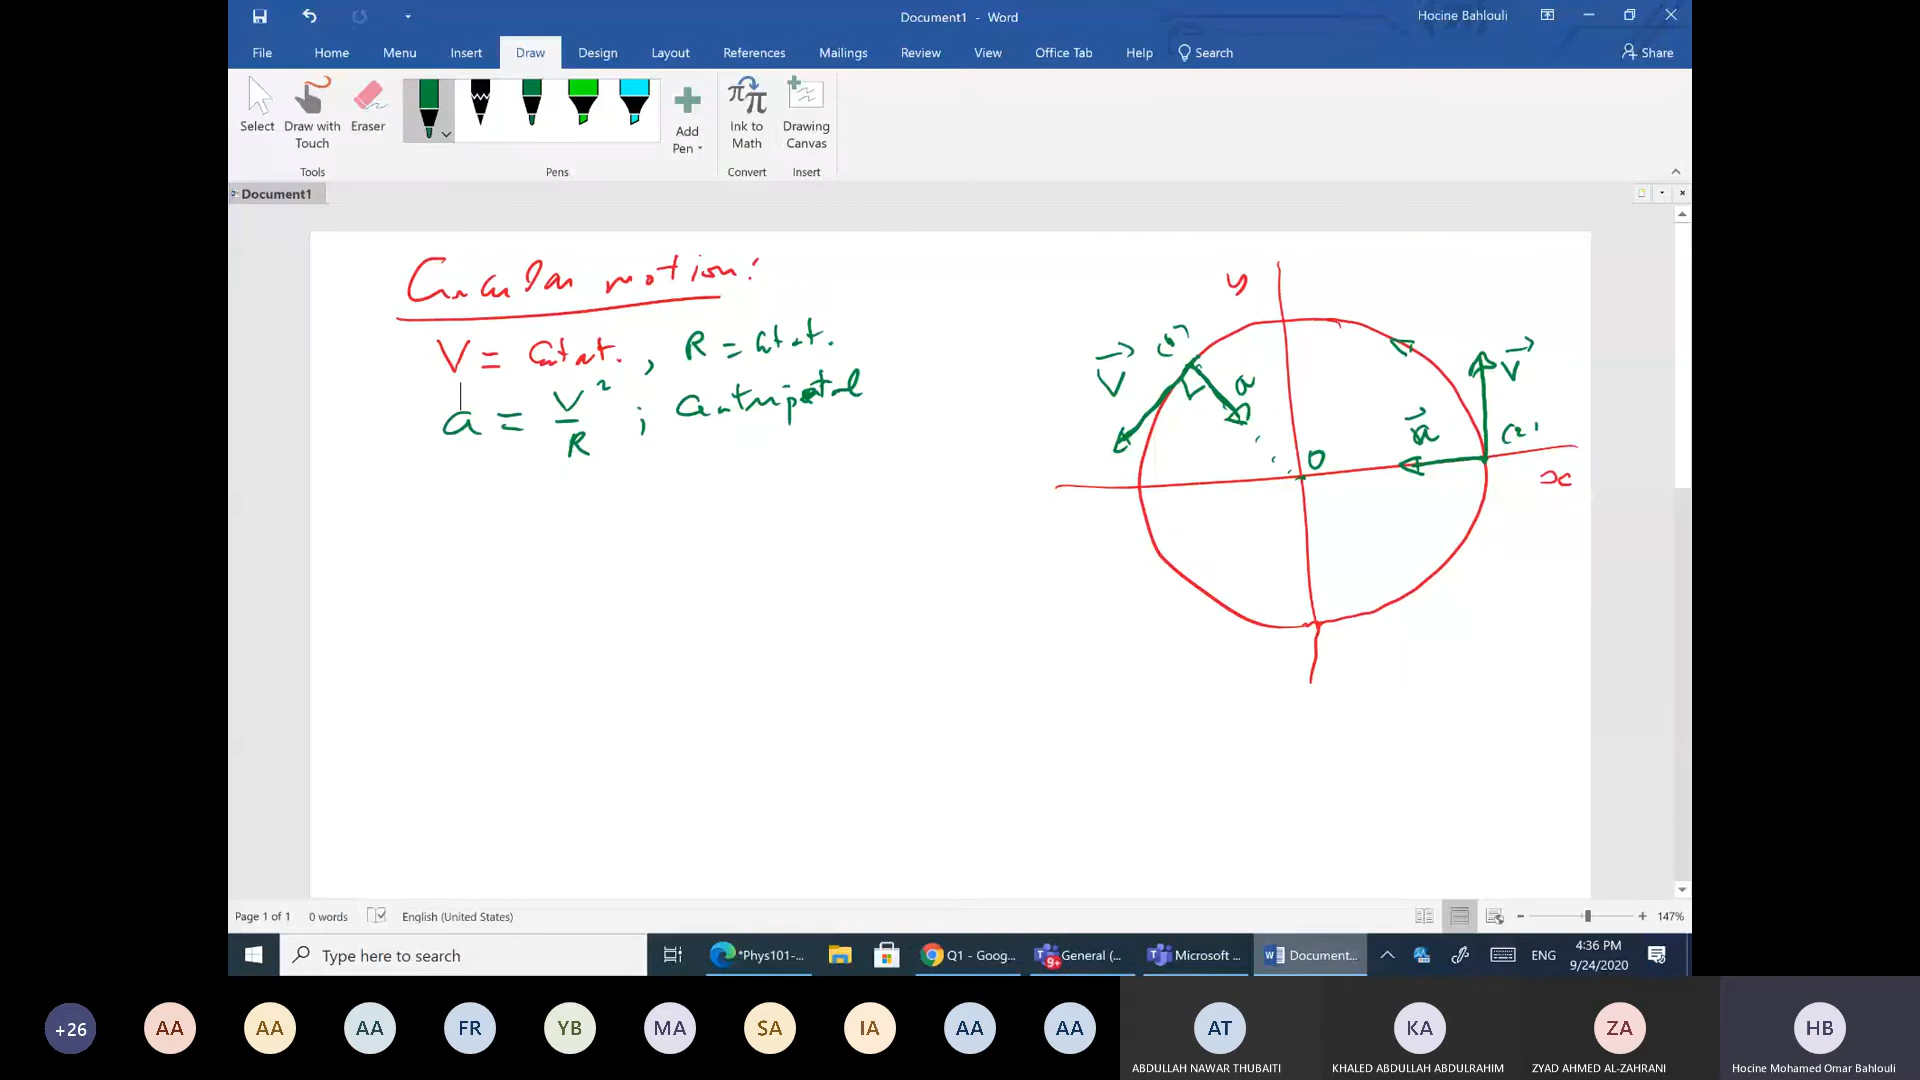 Document1 - Word
Hocine Bahlouli
File Home Menu Insert Draw Design Layout References Mailings Review View Office Tab Help Search Share
Select Draw with Touch Eraser Add Pen Ink to Math Drawing Canvas
Tools Pens Convert Insert
Document1
Circular motion:
V = Ctant. , R = Ctat.
a = V²/R ; Centripetal
y
V
a
V
a
(2)
O
x
Page 1 of 1 0 words English (United States) 147%
Type here to search
*Phys101-... Q1 - Goog... 9+ General (... Microsoft ... Document... ENG 4:36 PM
9/24/2020
+26 AA AA AA FR YB MA SA IA AA AA AT KA ZA HB
ABDULLAH NAWAR THUBAITI KHALED ABDULLAH ABDULRAHIM ZYAD AHMED AL-ZAHRANI Hocine Mohamed Omar Bahlouli